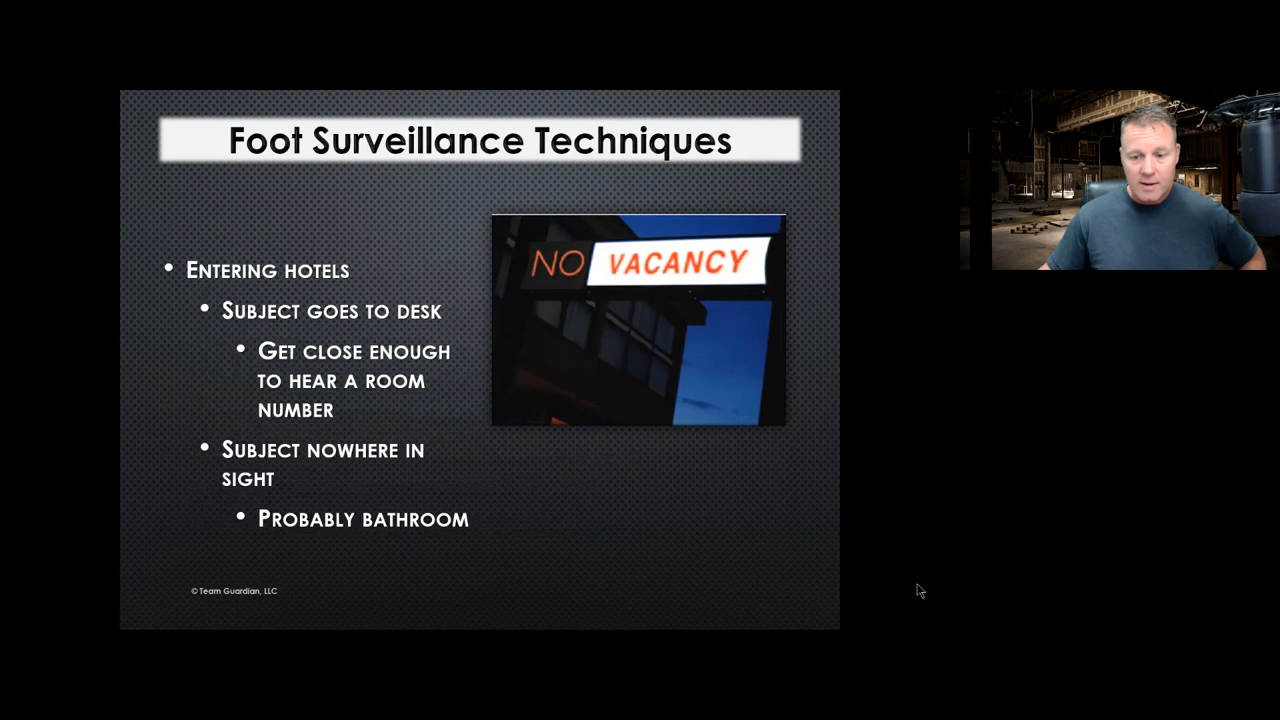 Foot Surveillance Techniques
• Entering hotels
• Subject goes to desk
• Get close enough
to hear a room
number
• Subject nowhere in
sight
• Probably bathroom
NO VACANCY
© Team Guardian, LLC